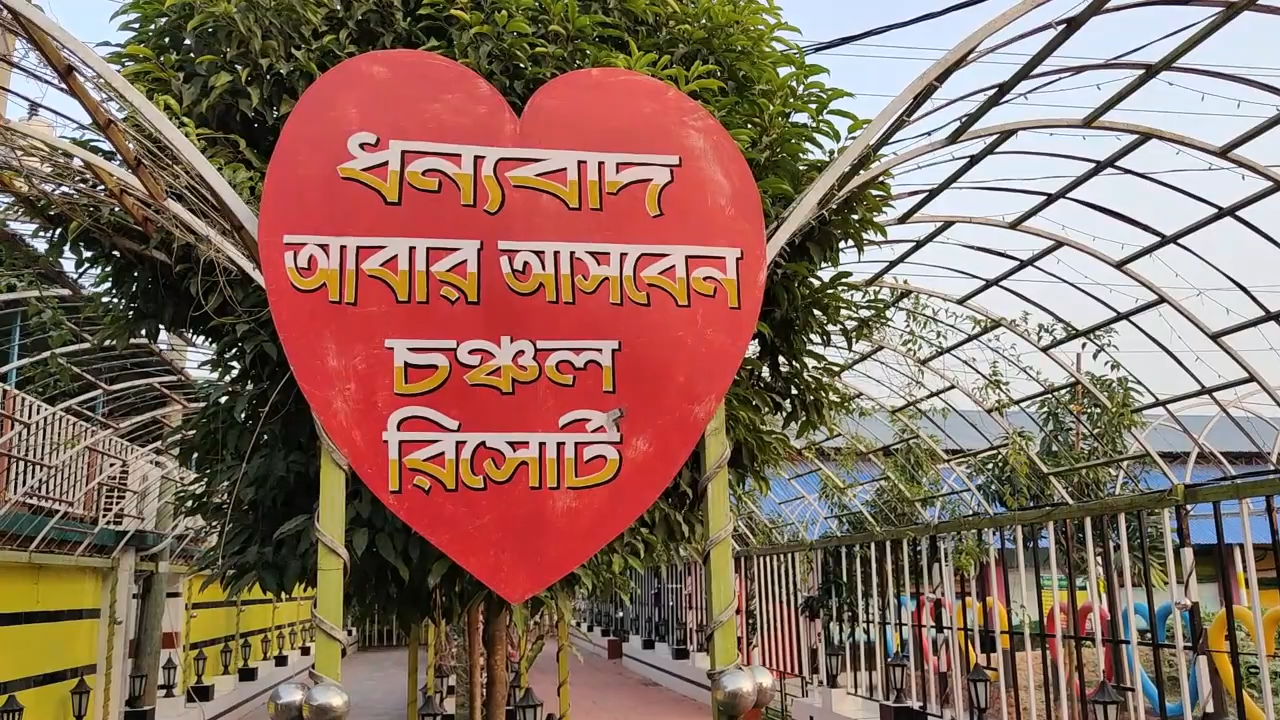 ধন্যবাদ
আবার আসবেন
চঞ্চল
রিসোর্ট